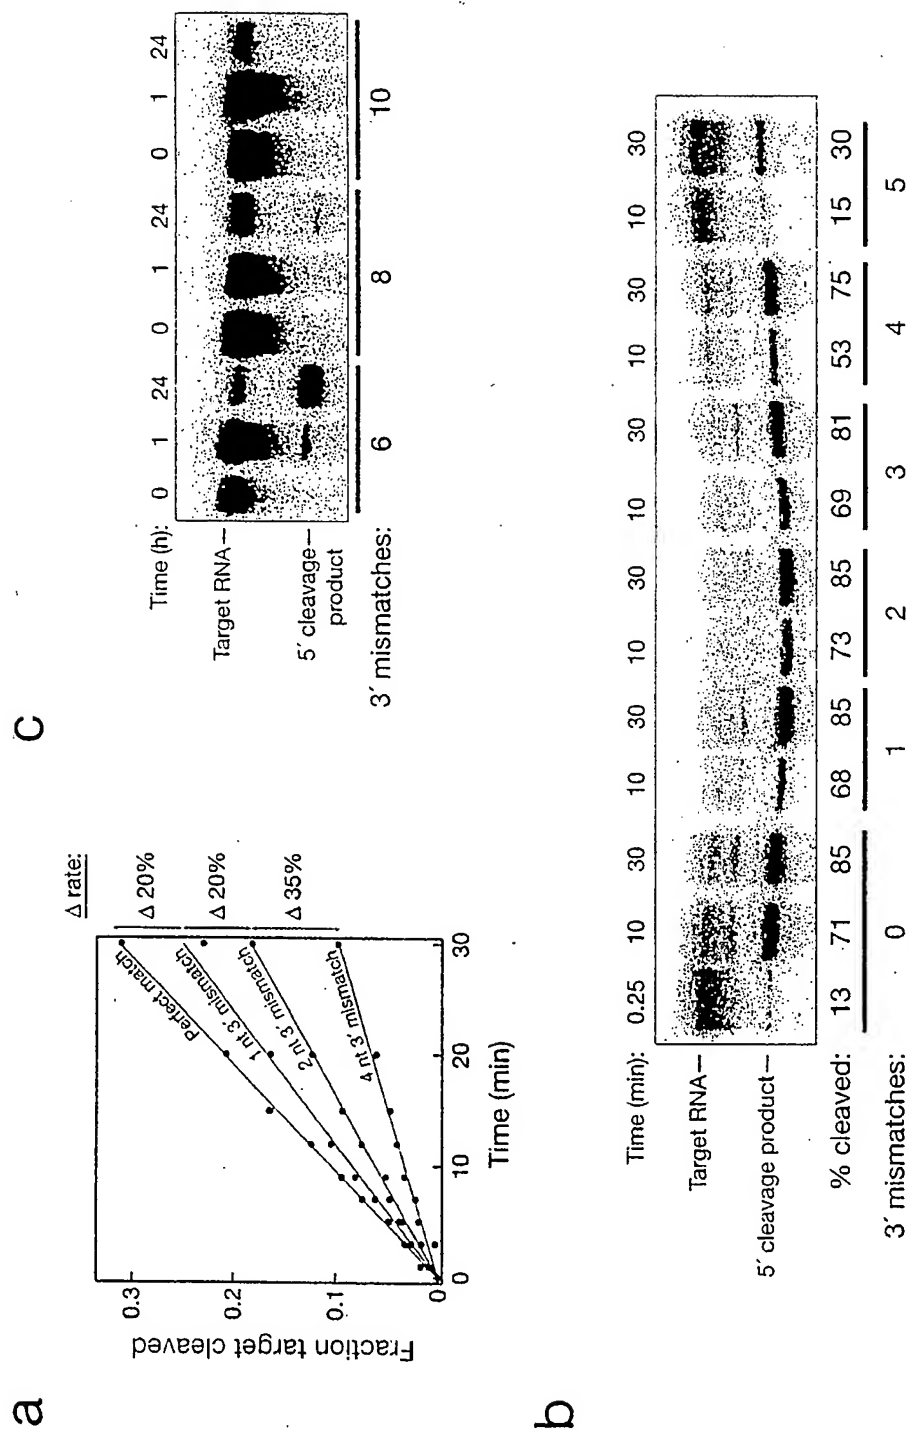 a
Fraction target cleaved
0.3
0.2
0.1
0
0 10 20 30
Time (min)
Perfect match
1 nt 3´ mismatch
2 nt 3´ mismatch
4 nt 3´ mismatch
Δ rate:
Δ 20%
Δ 20%
Δ 35%
c
Time (h): 0 1 24 0 1 24 0 1 24
Target RNA
5´ cleavage
product
3´ mismatches: 6 8 10
b
Time (min): 0.25 10 30 10 30 10 30 10 30 10 30 10 30
Target RNA
5´ cleavage product
% cleaved: 13 71 85 68 85 73 85 69 81 53 75 15 30
3´ mismatches: 0 1 2 3 4 5